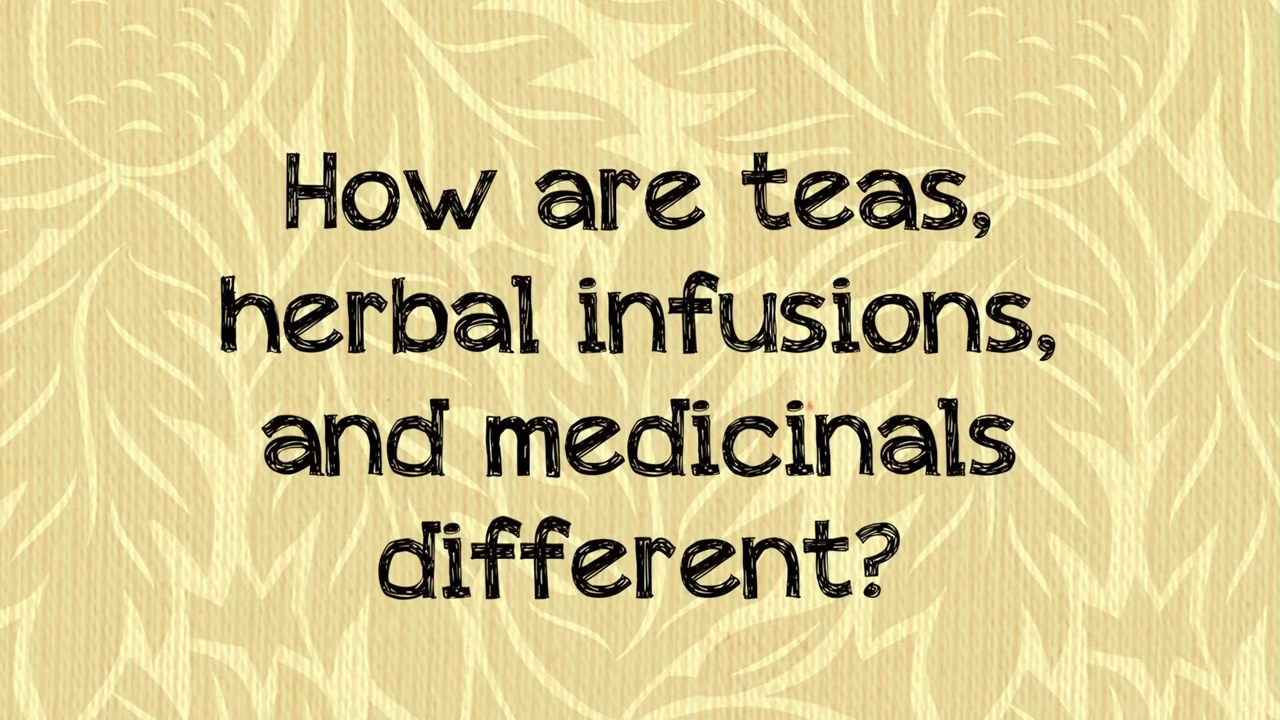 How are teas,
herbal infusions,
and medicinals
different?